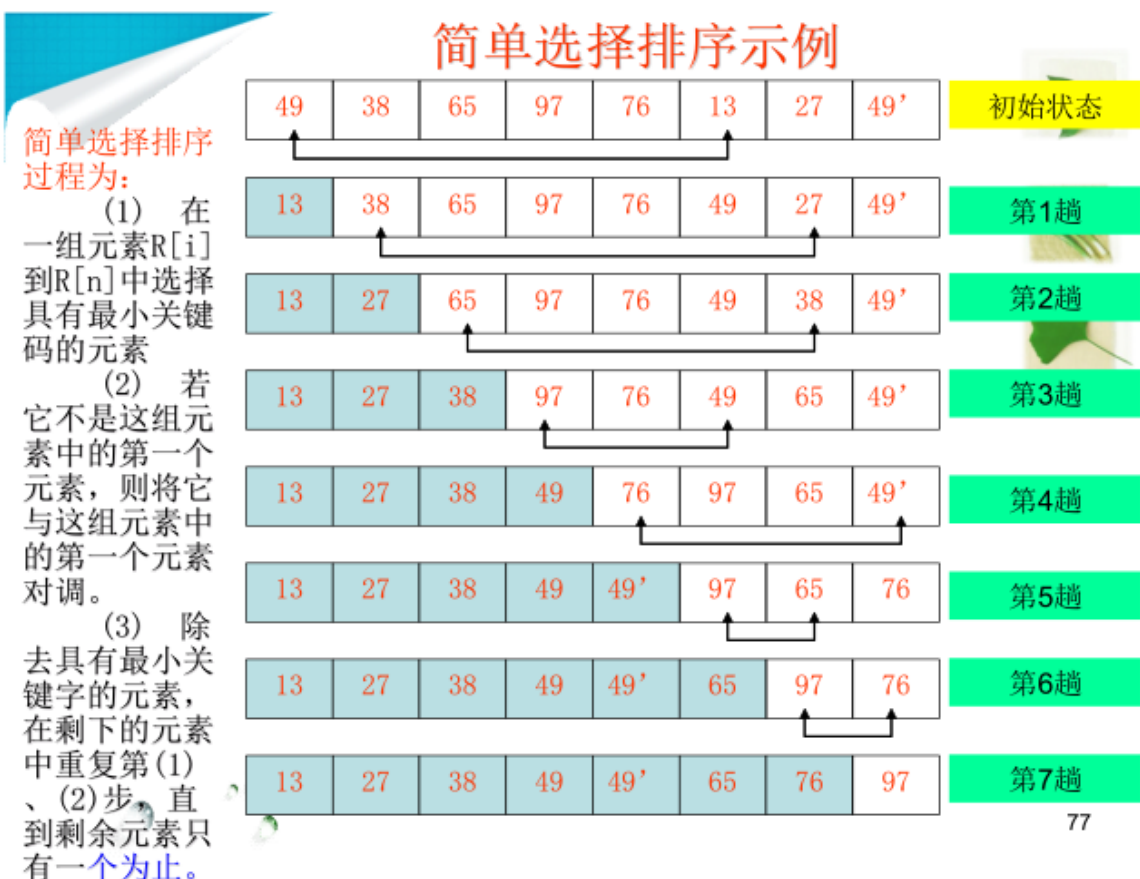 简单选择排序示例
简单选择排序
过程为：
(1) 在
一组元素R[i]
到R[n]中选择
具有最小关键
码的元素
(2) 若
它不是这组元
素中的第一个
元素，则将它
与这组元素中
的第一个元素
对调。
(3) 除
去具有最小关
键字的元素，
在剩下的元素
中重复第(1)
、(2)步，直
到剩余元素只
有一个为止。
49 38 65 97 76 13 27 49’ 初始状态
13 38 65 97 76 49 27 49’ 第1趟
13 27 65 97 76 49 38 49’ 第2趟
13 27 38 97 76 49 65 49’ 第3趟
13 27 38 49 76 97 65 49’ 第4趟
13 27 38 49 49’ 97 65 76 第5趟
13 27 38 49 49’ 65 97 76 第6趟
13 27 38 49 49’ 65 76 97 第7趟
77